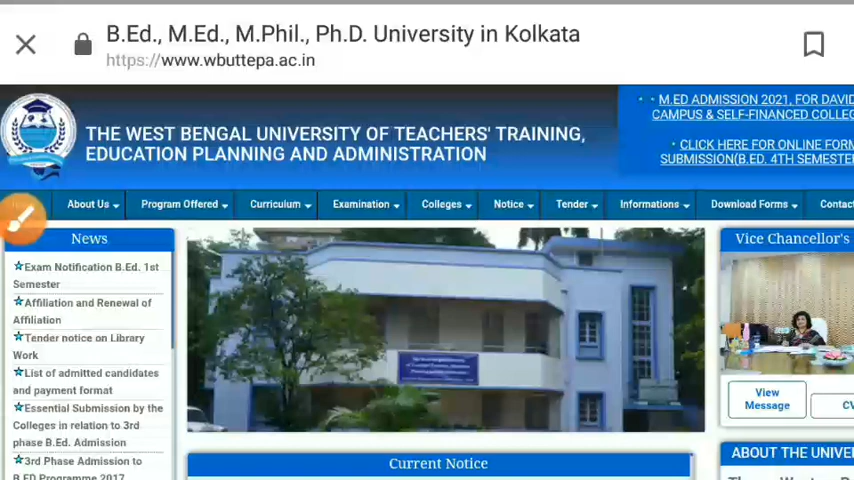 B.Ed., M.Ed., M.Phil., Ph.D. University in Kolkata
https://www.wbuttepa.ac.in
THE WEST BENGAL UNIVERSITY OF TEACHERS' TRAINING,
EDUCATION PLANNING AND ADMINISTRATION
M.ED ADMISSION 2021, FOR DAVID
CAMPUS & SELF-FINANCED COLLEG
CLICK HERE FOR ONLINE FORM
SUBMISSION(B.ED. 4TH SEMESTE
About Us
Program Offered
Curriculum
Examination
Colleges
Notice
Tender
Informations
Download Forms
Contac
News
Exam Notification B.Ed. 1st
Semester
Affiliation and Renewal of
Affiliation
Tender notice on Library
Work
List of admitted candidates
and payment format
Essential Submission by the
Colleges in relation to 3rd
phase B.Ed. Admission
3rd Phase Admission to
B.ED Programme 2017
Current Notice
Vice Chancellor's
View
Message
CV
ABOUT THE UNIVE